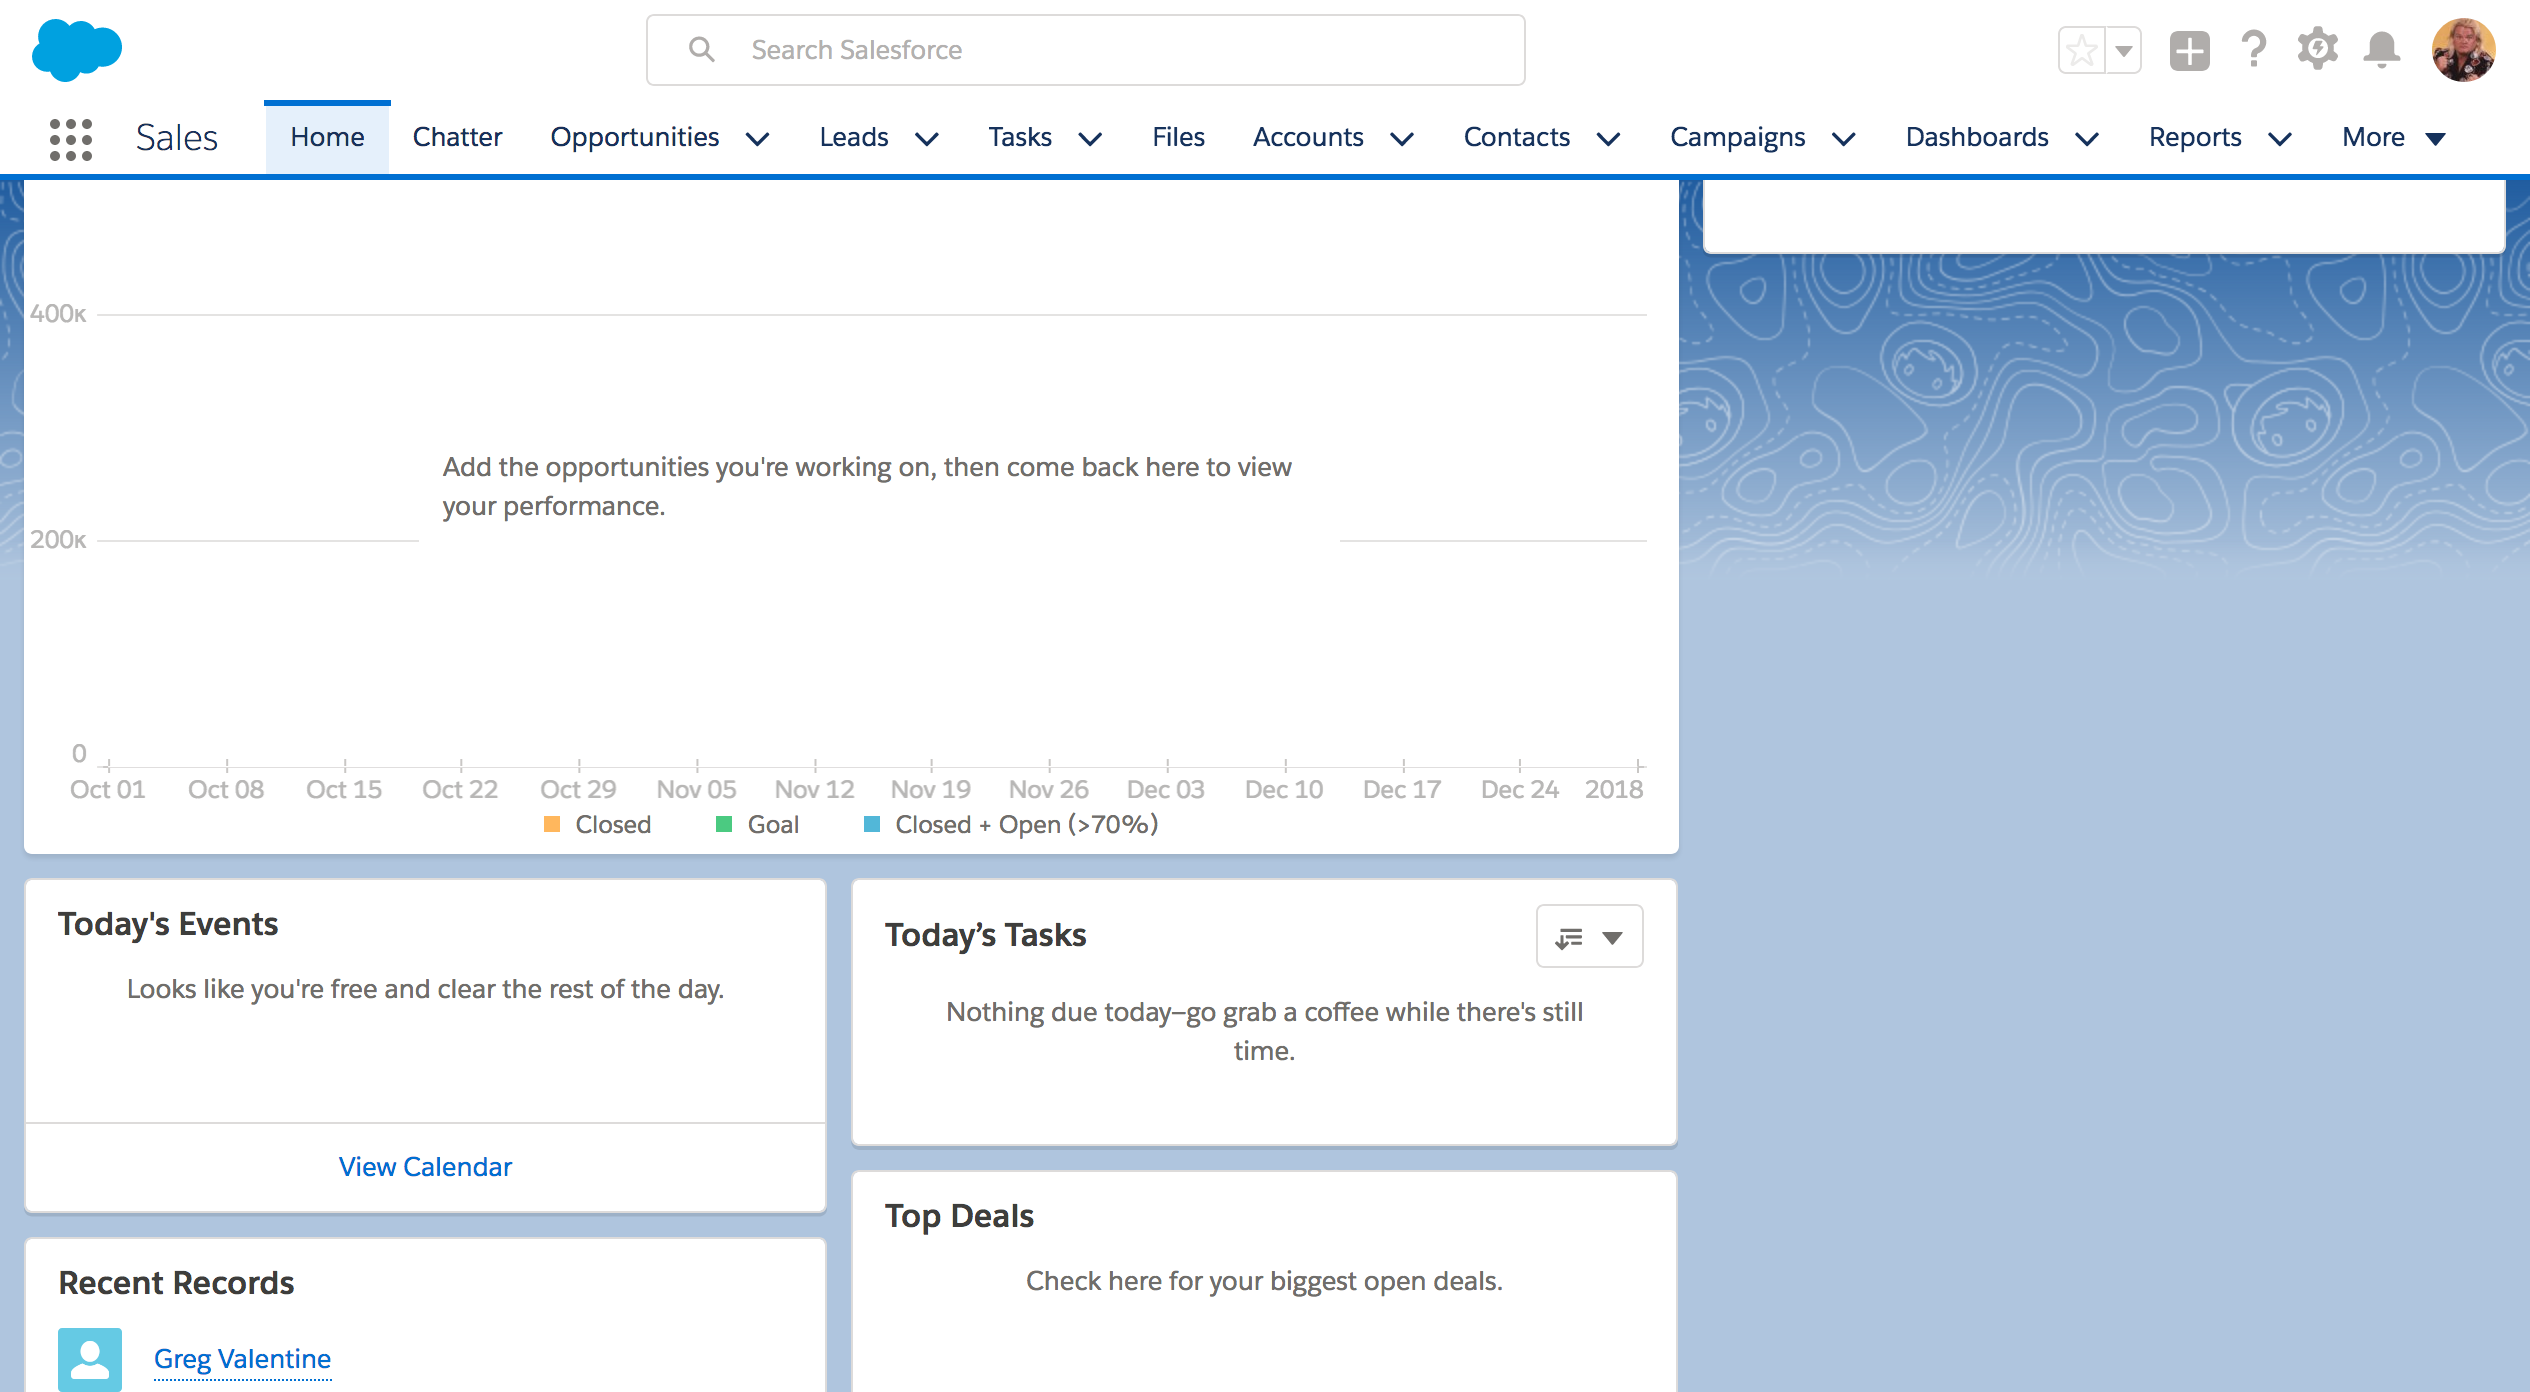 Search Salesforce
Sales
Home
Chatter
Opportunities
Leads
Tasks
Files
Accounts
Contacts
Campaigns
Dashboards
Reports
More
400K
Add the opportunities you're working on, then come back here to view
your performance.
200K
0
Oct 01
Oct 08
Oct 15
Oct 22
Oct 29
Nov 05
Nov 12
Nov 19
Nov 26
Dec 03
Dec 10
Dec 17
Dec 24
2018
Closed
Goal
Closed + Open (>70%)
Today's Events
Looks like you're free and clear the rest of the day.
View Calendar
Today’s Tasks
Nothing due today—go grab a coffee while there's still
time.
Top Deals
Check here for your biggest open deals.
Recent Records
Greg Valentine